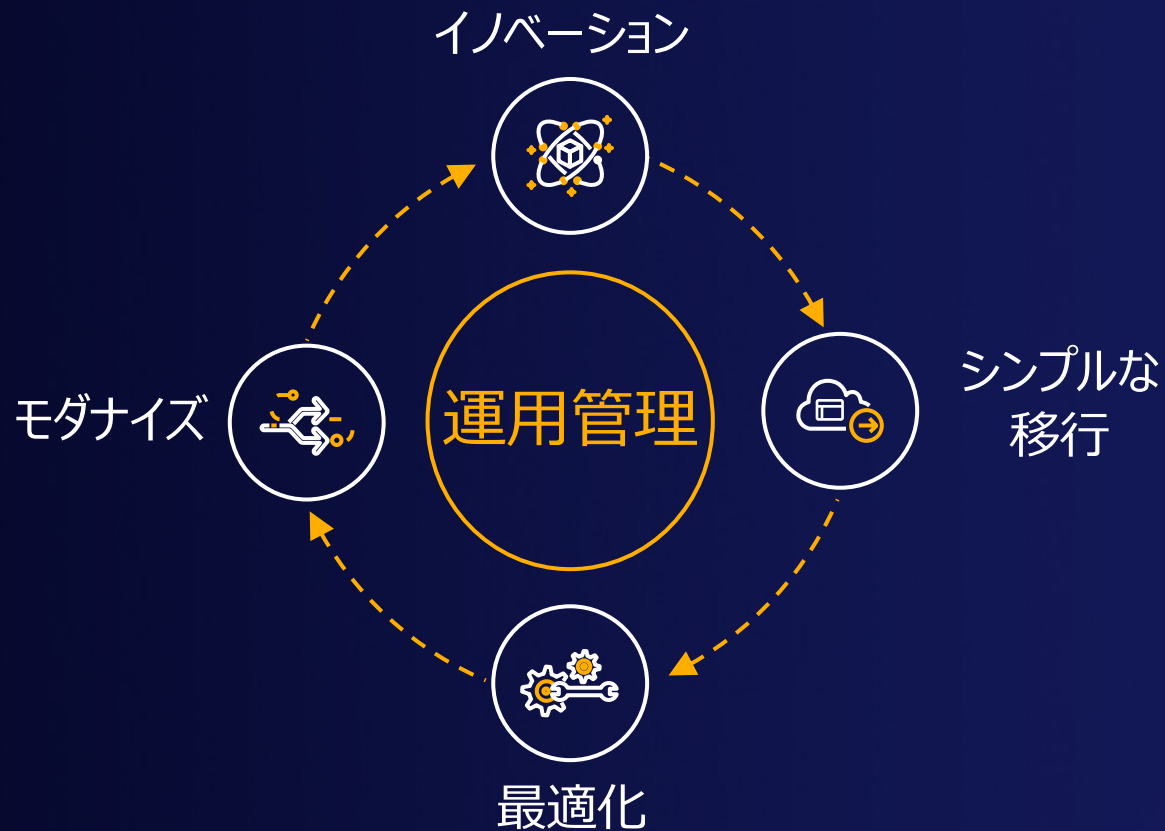 イノベーション
シンプルな
移行
モダナイズ
運用管理
最適化